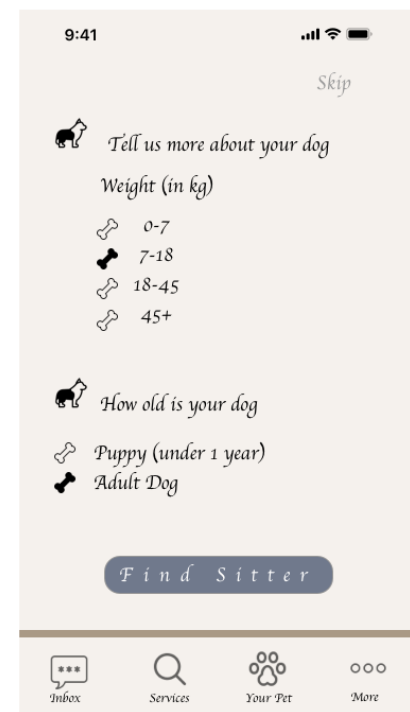 9:41
Skip
Tell us more about your dog
Weight (in kg)
0-7
7-18
18-45
45+
How old is your dog
Puppy (under 1 year)
Adult Dog
Find Sitter
***
Inbox Services Your Pet More